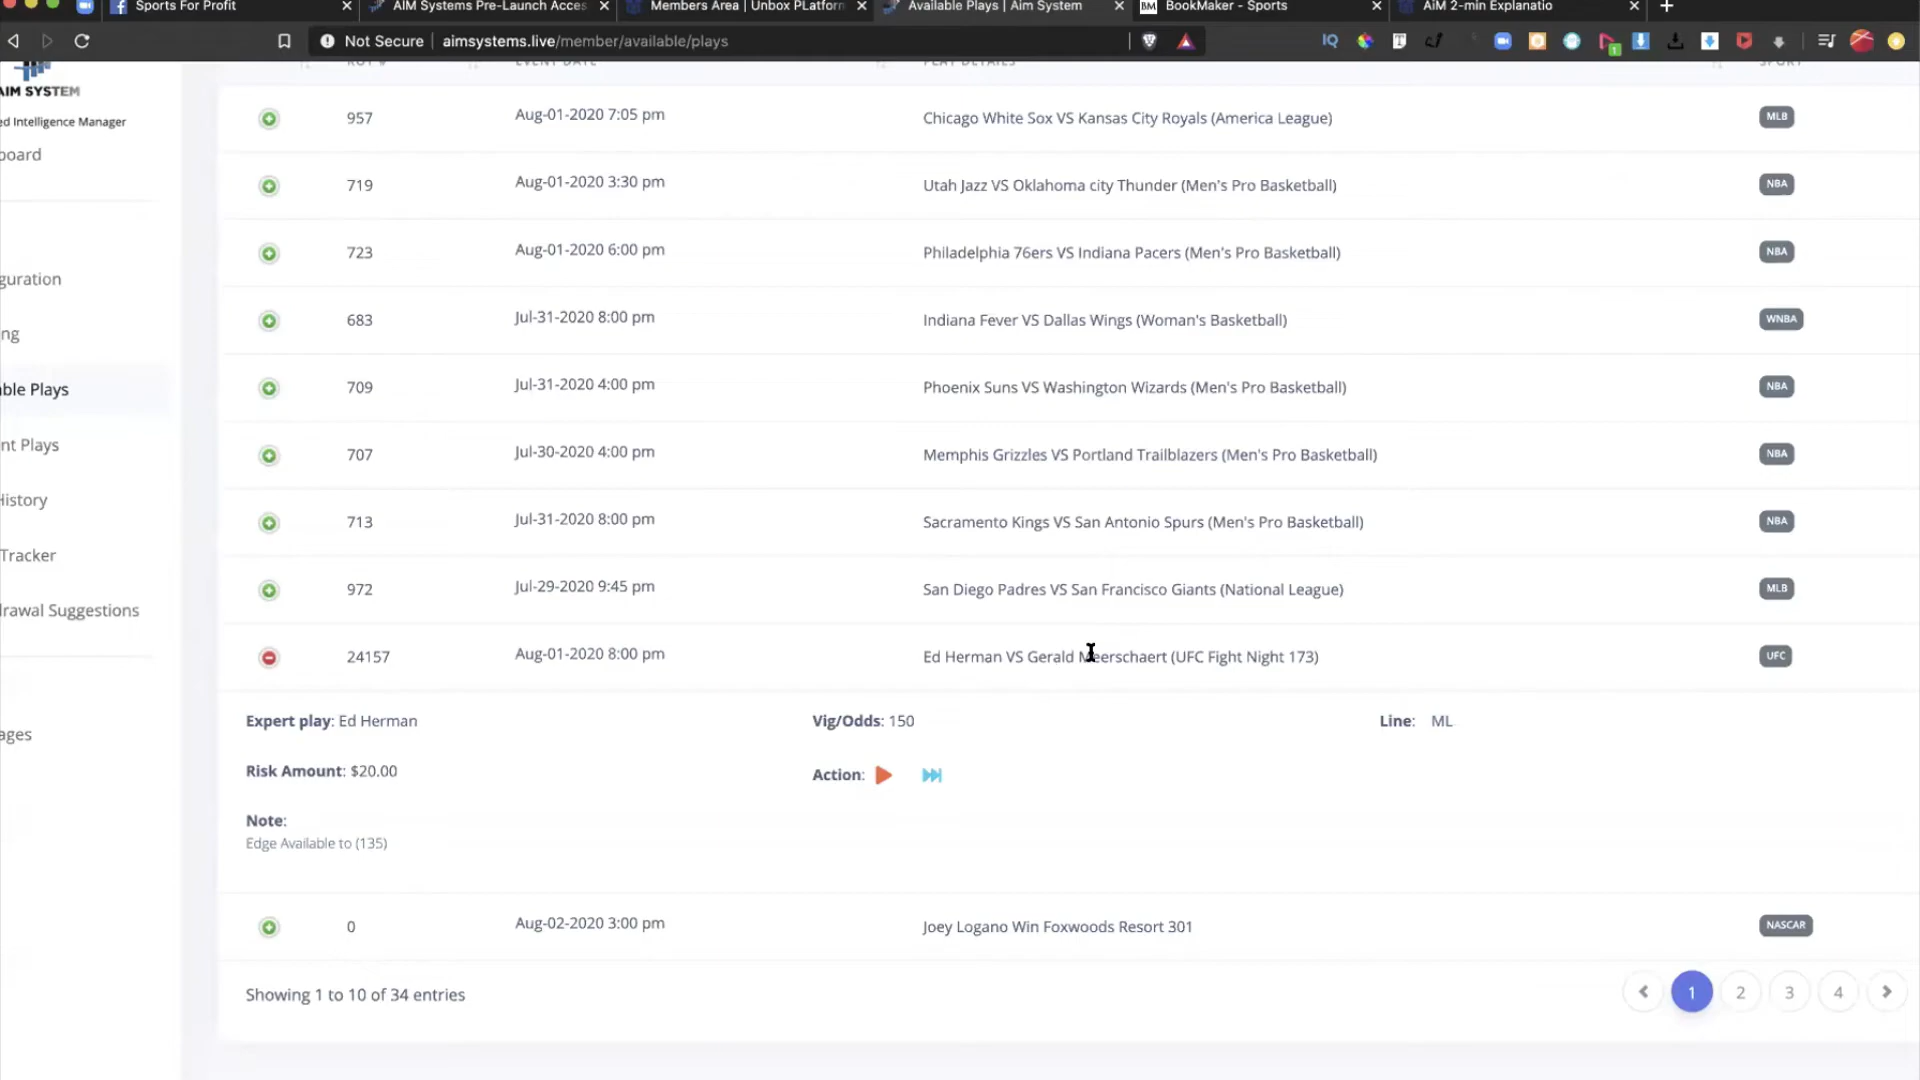 Sports For Profit
AIM Systems Pre-Launch Acces
Members Area | Unbox PLatforn
Available Plays | Aim System
BM BookMaker - Sports
AiM 2-min Explanatio
Not Secure | aimsystems.live/member/available/plays
EVENT DATE PLAY DETAILS SPORT
AIM SYSTEM
ed Intelligence Manager
board
guration
ng
ble Plays
nt Plays
History
Tracker
rawal Suggestions
ages
957 Aug-01-2020 7:05 pm Chicago White Sox VS Kansas City Royals (America League) MLB
719 Aug-01-2020 3:30 pm Utah Jazz VS Oklahoma city Thunder (Men's Pro Basketball) NBA
723 Aug-01-2020 6:00 pm Philadelphia 76ers VS Indiana Pacers (Men's Pro Basketball) NBA
683 Jul-31-2020 8:00 pm Indiana Fever VS Dallas Wings (Woman's Basketball) WNBA
709 Jul-31-2020 4:00 pm Phoenix Suns VS Washington Wizards (Men's Pro Basketball) NBA
707 Jul-30-2020 4:00 pm Memphis Grizzles VS Portland Trailblazers (Men's Pro Basketball) NBA
713 Jul-31-2020 8:00 pm Sacramento Kings VS San Antonio Spurs (Men's Pro Basketball) NBA
972 Jul-29-2020 9:45 pm San Diego Padres VS San Francisco Giants (National League) MLB
24157 Aug-01-2020 8:00 pm Ed Herman VS Gerald Meerschaert (UFC Fight Night 173) UFC
Expert play: Ed Herman Vig/Odds: 150 Line: ML
Risk Amount: $20.00 Action:
Note:
Edge Available to (135)
0 Aug-02-2020 3:00 pm Joey Logano Win Foxwoods Resort 301 NASCAR
Showing 1 to 10 of 34 entries
1 2 3 4